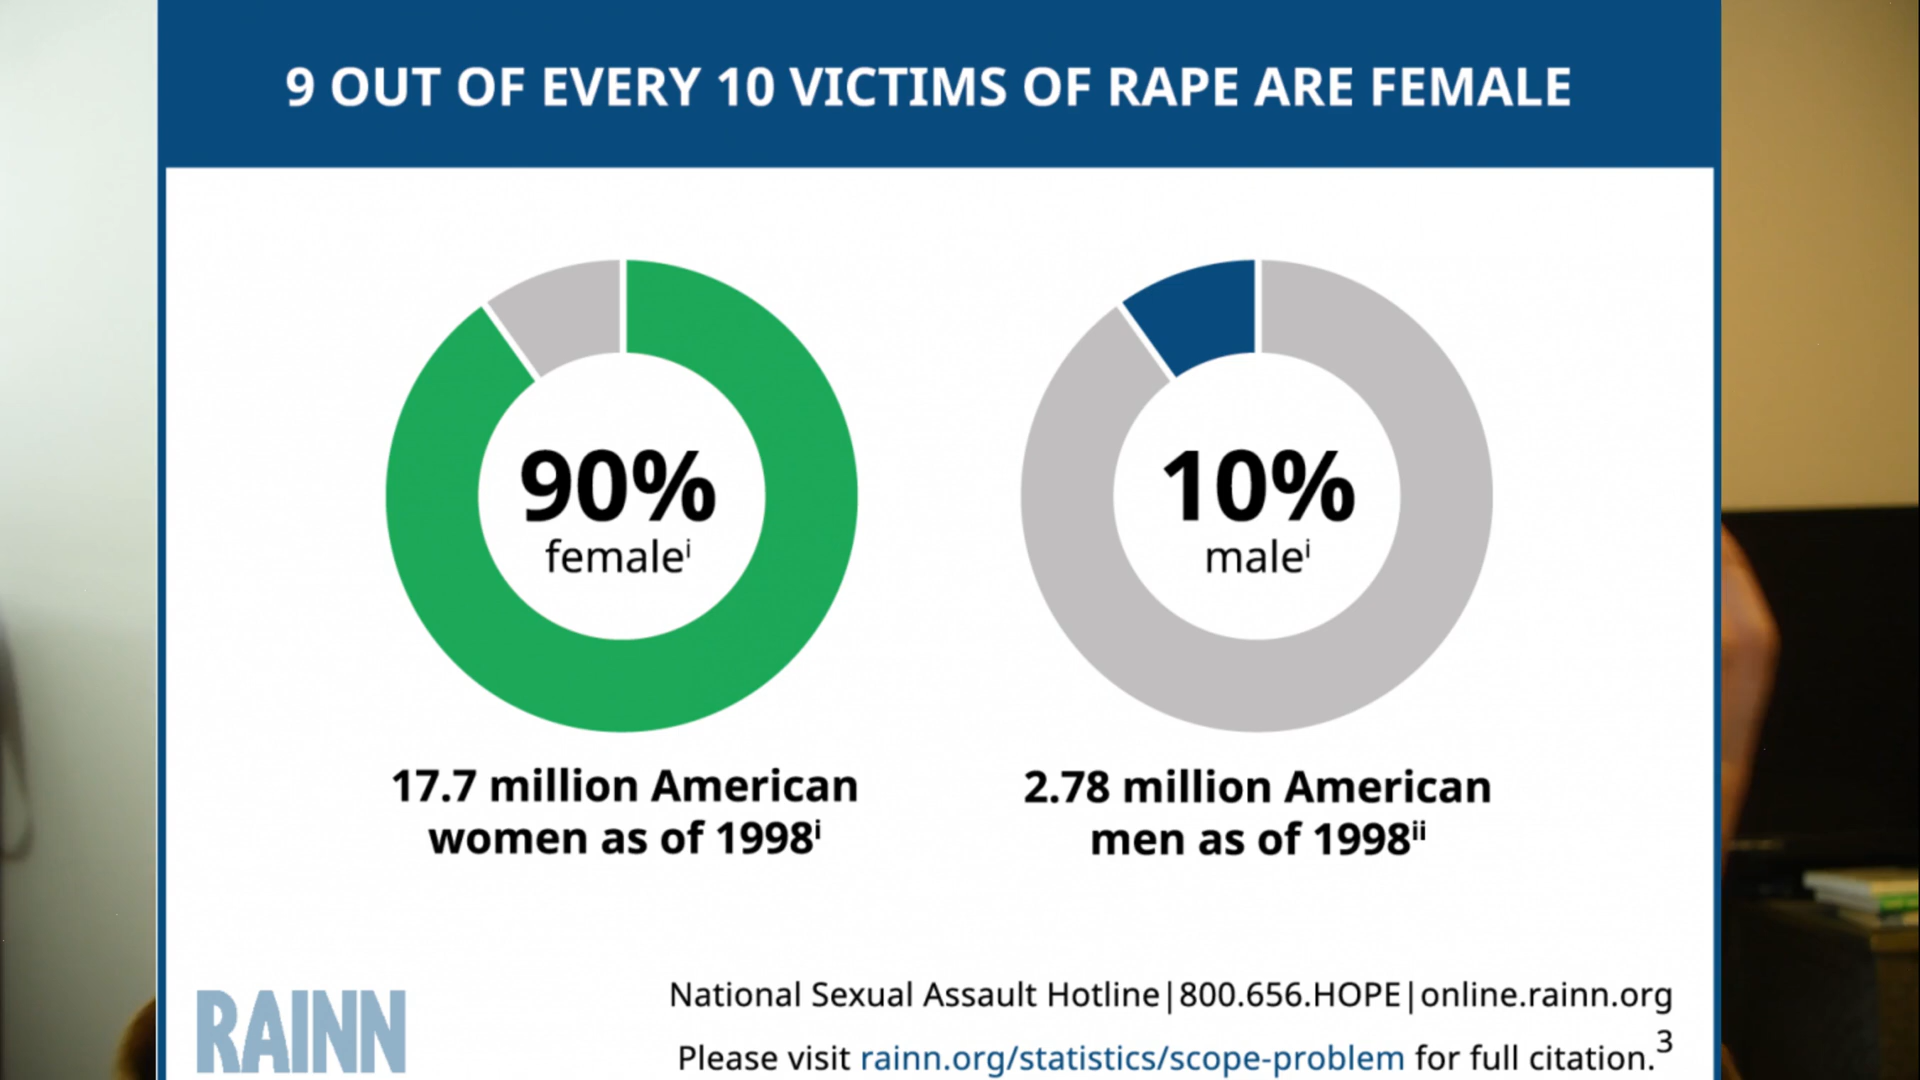 9 OUT OF EVERY 10 VICTIMS OF RAPE ARE FEMALE
90%
femaleⁱ
17.7 million American
women as of 1998ⁱ
10%
maleⁱ
2.78 million American
men as of 1998ⁱⁱ
RAINN
National Sexual Assault Hotline|800.656.HOPE|online.rainn.org
Please visit rainn.org/statistics/scope-problem for full citation.³